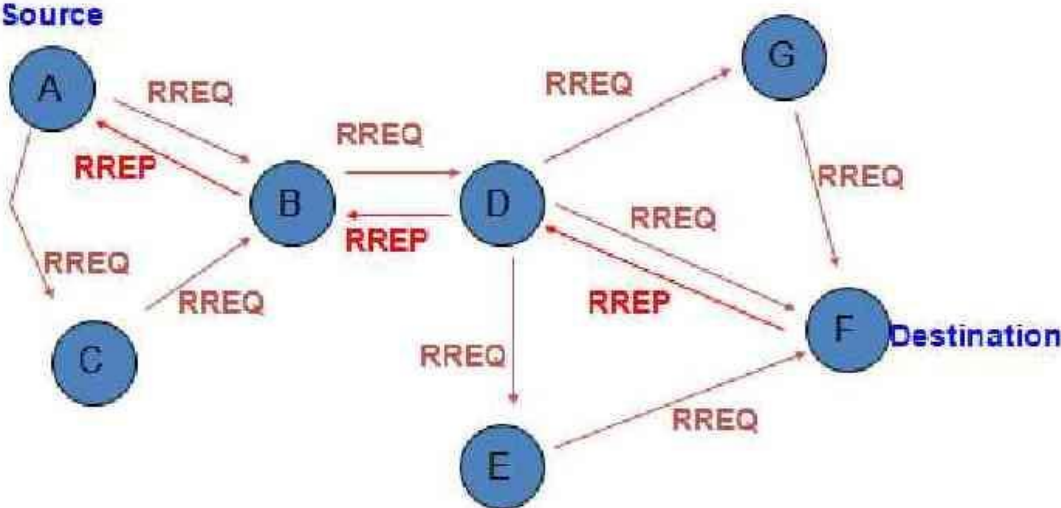 Source
A
G
RREQ
RREQ
RREQ
RREP
B
D
RREQ
RREP
RREQ
RREQ
RREQ
RREP
F
Destination
C
RREQ
RREQ
E